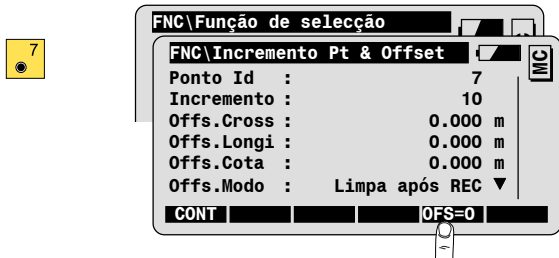 7
FNC\Função de selecção
FNC\Incremento Pt & Offset
MC
Ponto Id : 7
Incremento : 10
Offs.Cross : 0.000 m
Offs.Longi : 0.000 m
Offs.Cota : 0.000 m
Offs.Modo : Limpa após REC ▼
CONT OFS=0